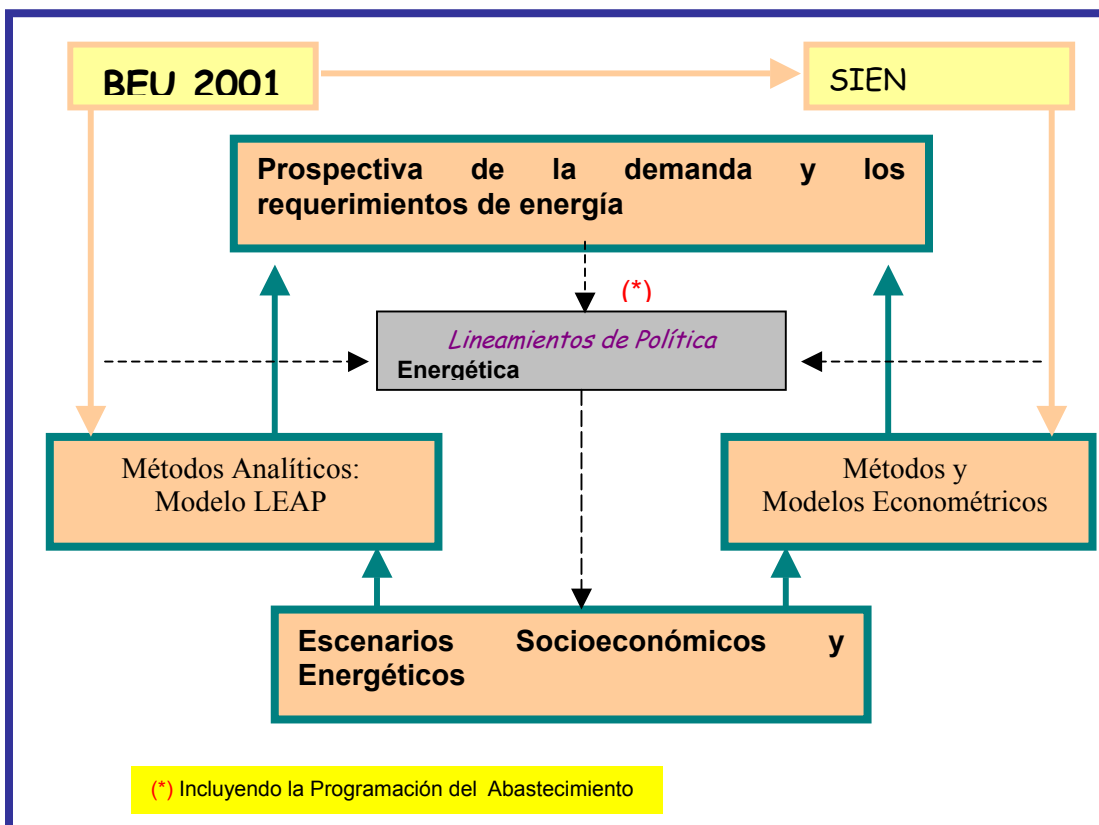 BEU 2001
SIEN
Prospectiva de la demanda y los
requerimientos de energía
(*)
Lineamientos de Política
Energética
Métodos Analíticos:
Modelo LEAP
Métodos y
Modelos Econométricos
Escenarios Socioeconómicos y
Energéticos
(*) Incluyendo la Programación del Abastecimiento